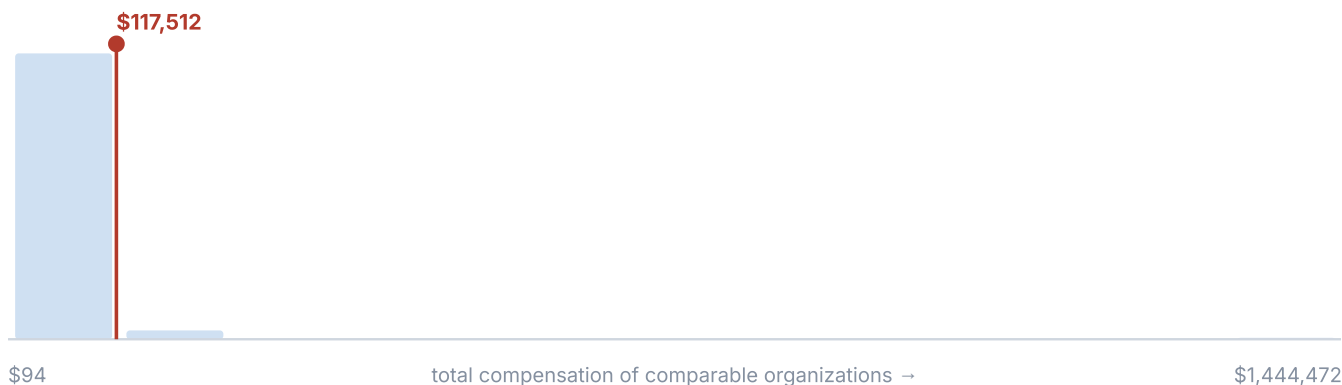 $117,512
$94
total compensation of comparable organizations →
$1,444,472